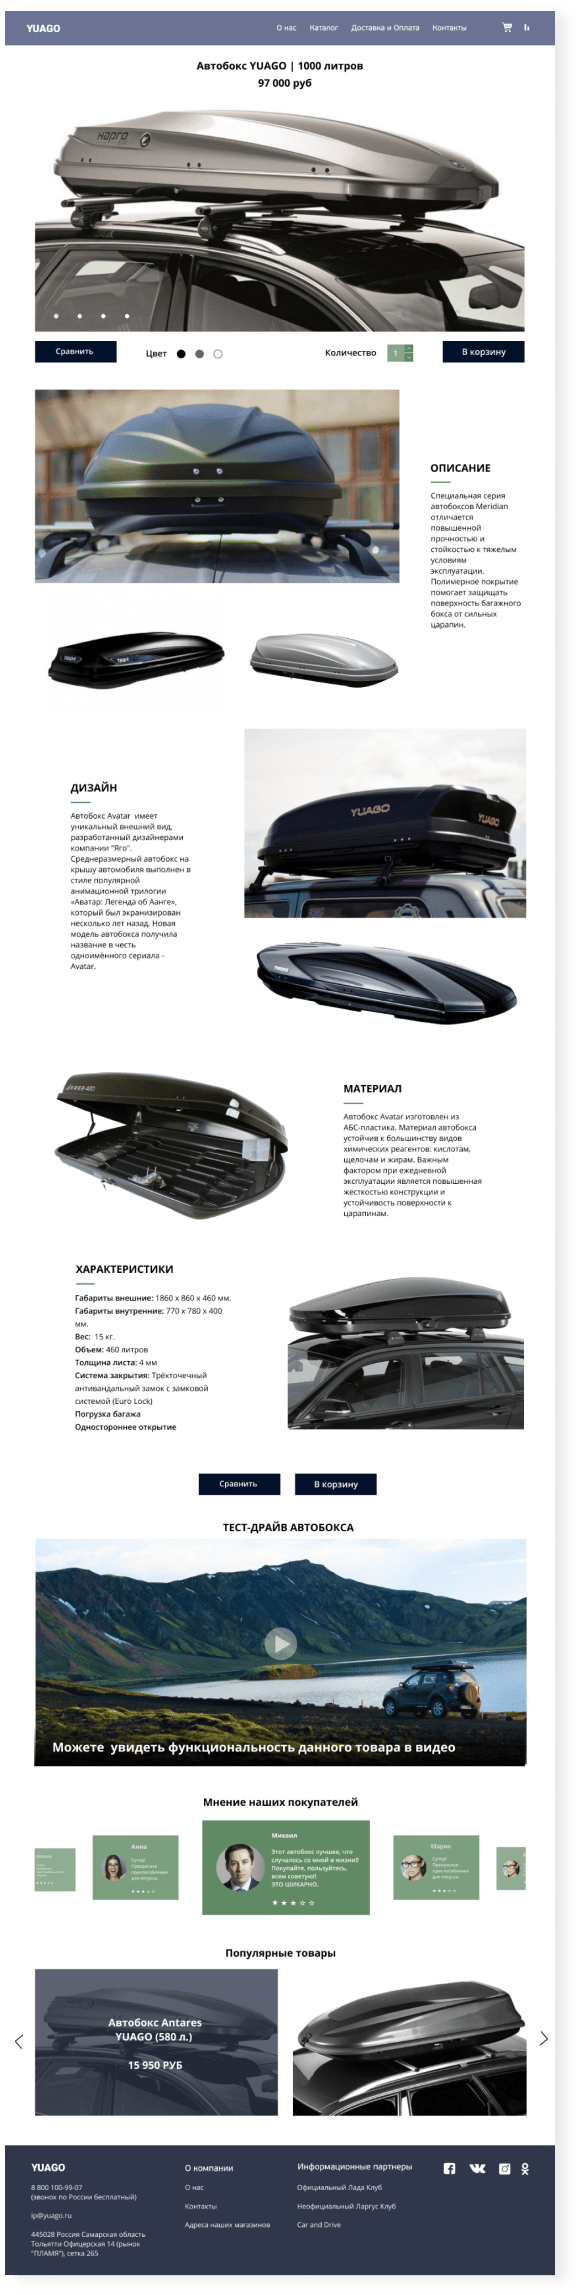 YUAGO
О нас Каталог Доставка и Оплата Контакты
Автобокс YUAGO | 1000 литров
97 000 руб
Hapro
Сравнить
Цвет
Количество
1
В корзину
ОПИСАНИЕ
Специальная серия
автобоксов Meridian
отличается
повышенной
прочностью и
стойкостью к тяжелым
условиям
эксплуатации.
Полимерное покрытие
помогает защищать
поверхность багажного
бокса от сильных
царапин.
THULE
YUAGO
YUAGO
ДИЗАЙН
Автобокс Avatar имеет
уникальный внешний вид,
разработанный дизайнерами
компании "Яго".
Среднеразмерный автобокс на
крышу автомобиля выполнен в
стиле популярной
анимационной трилогии
«Аватар: Легенда об Аанге»,
который был экранизирован
несколько лет назад. Новая
модель автобокса получила
название в честь
одноимённого сериала -
Avatar.
THULE
МАТЕРИАЛ
Автобокс Avatar изготовлен из
АБС-пластика. Материал автобокса
устойчив к большинству видов
химических реагентов: кислотам,
щелочам и жирам. Важным
фактором при ежедневной
эксплуатации является повышенная
жесткостью конструкции и
устойчивость поверхности к
царапинам.
ХАРАКТЕРИСТИКИ
Габариты внешние: 1860 x 860 x 460 мм.
Габариты внутренние: 770 x 780 x 400
мм.
Вес: 15 кг.
Объем: 460 литров
Толщина листа: 4 мм
Система закрытия: Трёхточечный
антивандальный замок с замковой
системой (Euro Lock)
Погрузка багажа
Одностороннее открытие
Сравнить
В корзину
ТЕСТ-ДРАЙВ АВТОБОКСА
Можете увидеть функциональность данного товара в видео
Мнение наших покупателей
Анна
Супер!
Прекрасное
приспособление
для отпуска.
Михаил
Этот автобокс лучшее, что
случалось со мной в жизни!!
Покупайте, пользуйтесь,
всем советую!!
ЭТО ШИКАРНО.
Мария
Супер!
Прекрасное
приспособление
для отпуска.
Популярные товары
Автобокс Antares
YUAGO (580 л.)
15 950 РУБ
YUAGO
8 800 100-99-07
(звонок по России бесплатный)
ip@yuago.ru
445028 Россия Самарская область
Тольятти Офицерская 14 (рынок
"ПЛАМЯ"), сетка 265
О компании
О нас
Контакты
Адреса наших магазинов
Информационные партнеры
Официальный Лада Клуб
Неофициальный Ларгус Клуб
Car and Drive